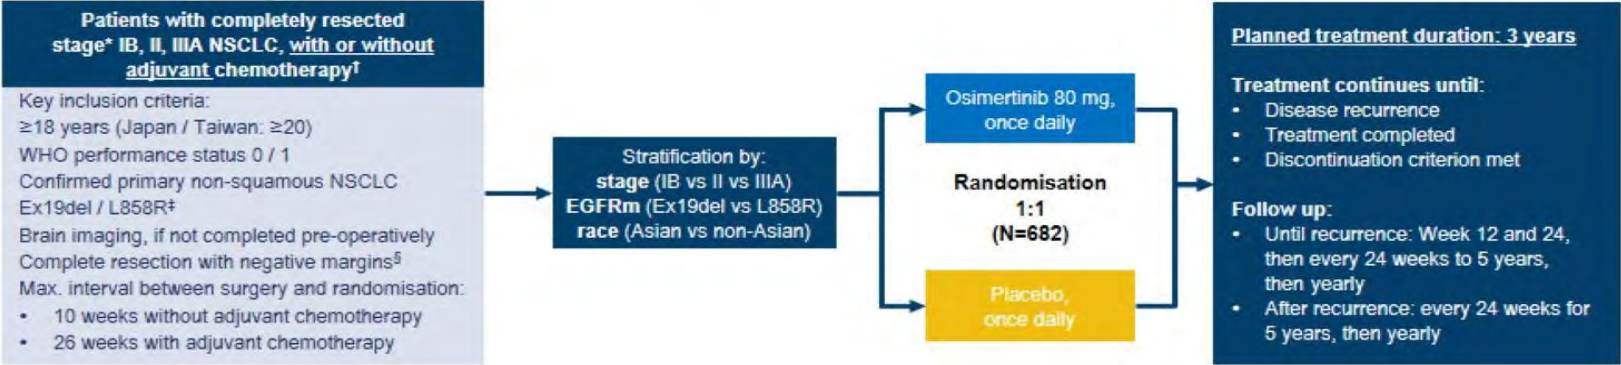 Patients with completely resected
stage* IB, II, IIIA NSCLC, with or without
adjuvant chemotherapy†
Key inclusion criteria:
≥18 years (Japan / Taiwan: ≥20)
WHO performance status 0 / 1
Confirmed primary non-squamous NSCLC
Ex19del / L858R‡
Brain imaging, if not completed pre-operatively
Complete resection with negative margins§
Max. interval between surgery and randomisation:
• 10 weeks without adjuvant chemotherapy
• 26 weeks with adjuvant chemotherapy
Stratification by:
stage (IB vs II vs IIIA)
EGFRm (Ex19del vs L858R)
race (Asian vs non-Asian)
Osimertinib 80 mg,
once daily
Randomisation
1:1
(N=682)
Placebo,
once daily
Planned treatment duration: 3 years
Treatment continues until:
• Disease recurrence
• Treatment completed
• Discontinuation criterion met
Follow up:
• Until recurrence: Week 12 and 24,
then every 24 weeks to 5 years,
then yearly
• After recurrence: every 24 weeks for
5 years, then yearly